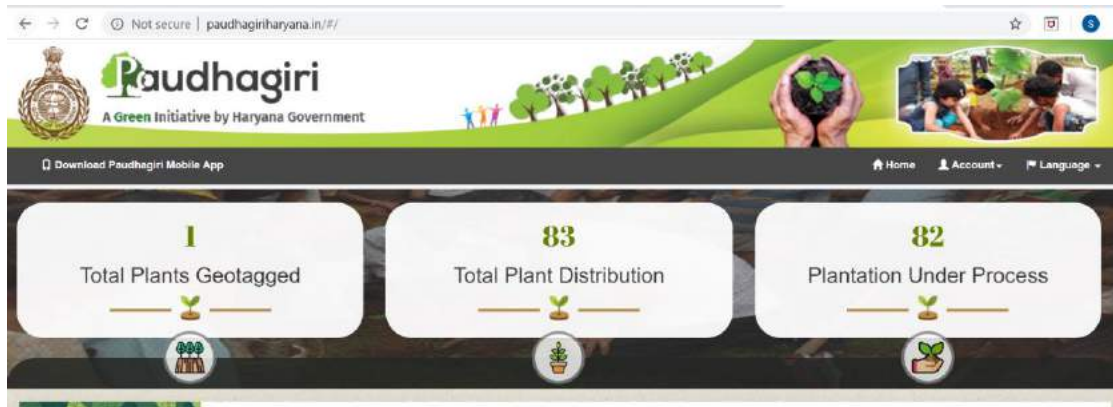 Not secure | paudhagiriharyana.in/#/
S
Paudhagiri
A Green Initiative by Haryana Government
Download Paudhagiri Mobile App
Home Account Language
1
Total Plants Geotagged
83
Total Plant Distribution
82
Plantation Under Process